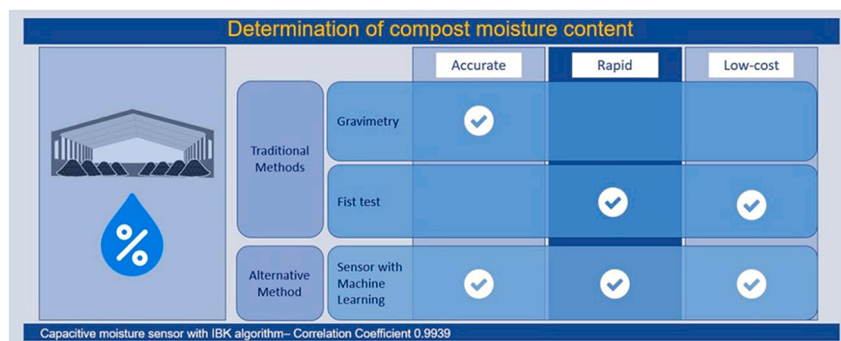 Determination of compost moisture content
Accurate
Rapid
Low-cost
Traditional
Methods
Gravimetry
Fist test
Alternative
Method
Sensor with
Machine
Learning
%
Capacitive moisture sensor with IBK algorithm– Correlation Coefficient 0.9939